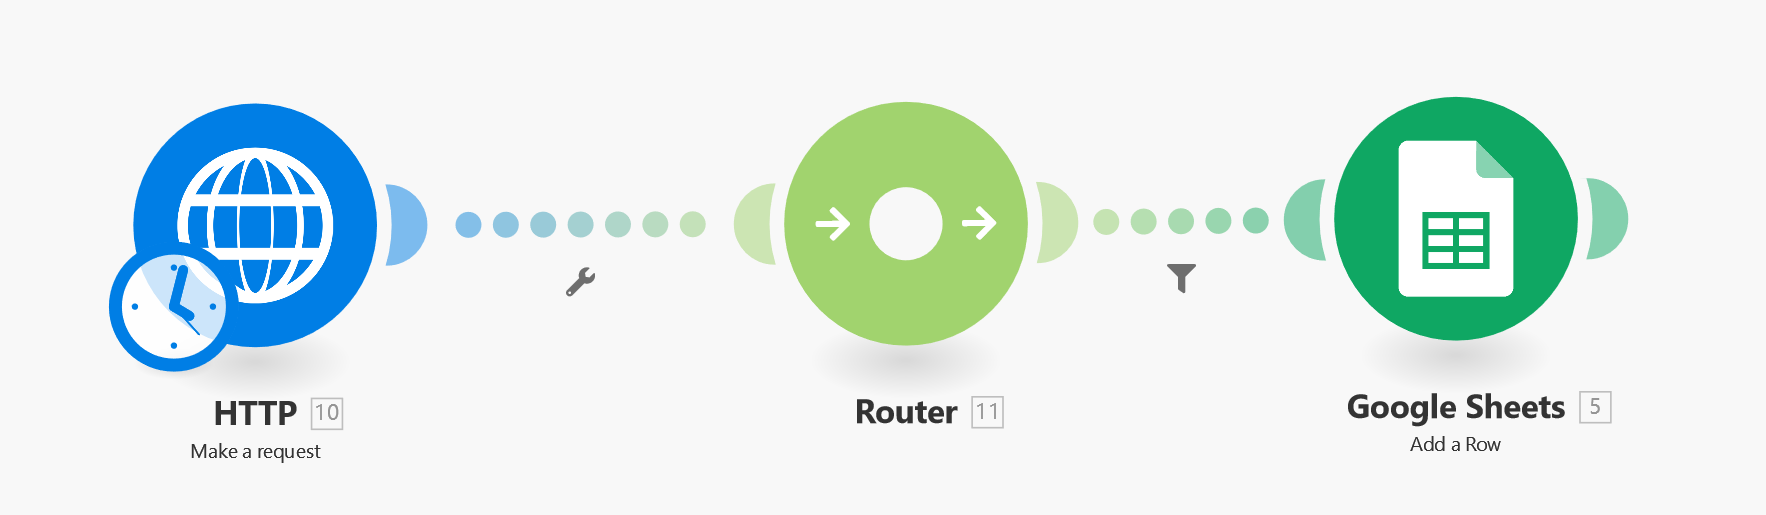 HTTP 10
Make a request
Router 11
Google Sheets 5
Add a Row